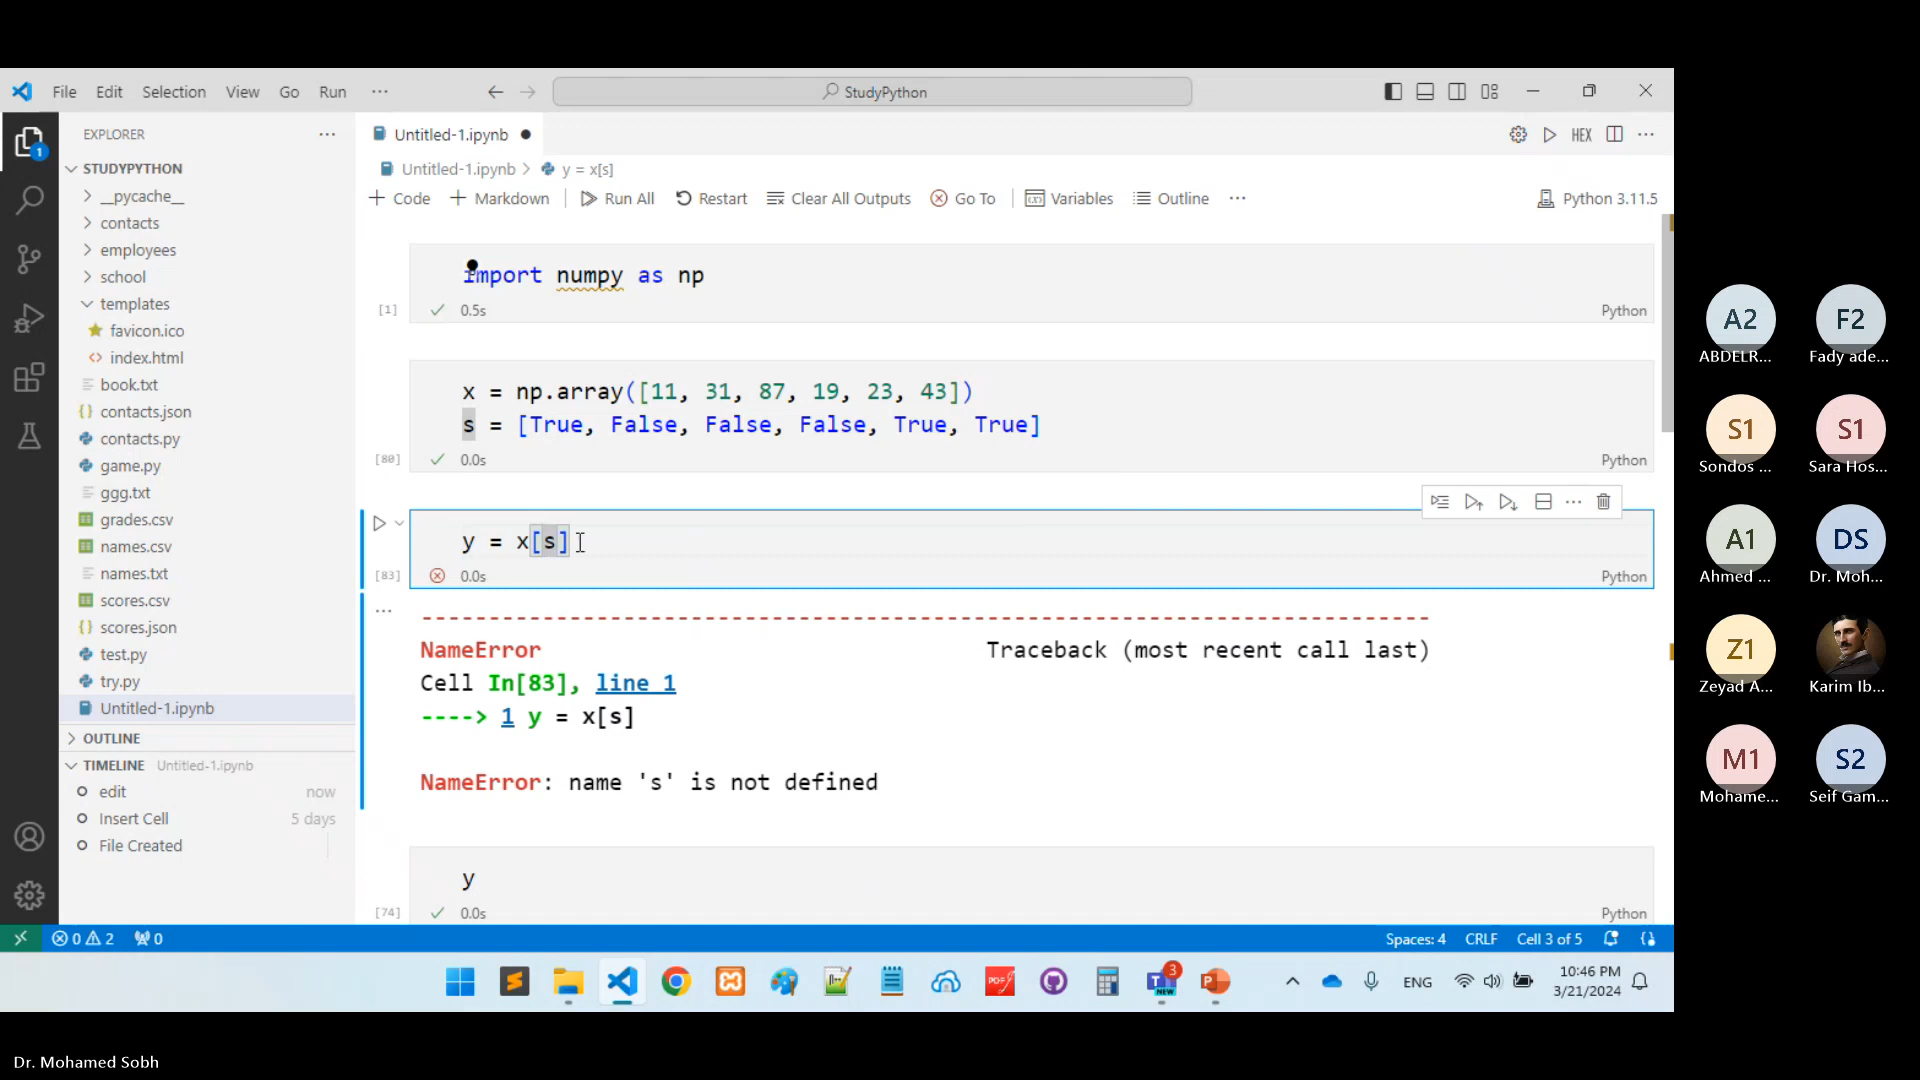 File Edit Selection View Go Run ···
StudyPython
EXPLORER ···
STUDYPYTHON
__pycache__
contacts
employees
school
templates
favicon.ico
index.html
book.txt
contacts.json
contacts.py
game.py
ggg.txt
grades.csv
names.csv
names.txt
scores.csv
scores.json
test.py
try.py
Untitled-1.ipynb
OUTLINE
TIMELINE Untitled-1.ipynb
edit now
Insert Cell 5 days
File Created
1
Untitled-1.ipynb
HEX ···
Untitled-1.ipynb > y = x[s]
+ Code + Markdown Run All Restart Clear All Outputs Go To Variables Outline ···
Python 3.11.5
import numpy as np
[1] 0.5s Python
x = np.array([11, 31, 87, 19, 23, 43])
s = [True, False, False, False, True, True]
[80] 0.0s Python
y = x[s]
[83] 0.0s Python
---------------------------------------------------------------------------
NameError Traceback (most recent call last)
Cell In[83], line 1
----> 1 y = x[s]
NameError: name 's' is not defined
y
[74] 0.0s Python
0 2 0
Spaces: 4 CRLF Cell 3 of 5
3
NEW
PDF
ENG
10:46 PM
3/21/2024
A2 F2
ABDELR... Fady ade...
S1 S1
Sondos ... Sara Hos...
A1 DS
Ahmed ... Dr. Moh...
Z1
Zeyad A... Karim Ib...
M1 S2
Mohame... Seif Gam...
Dr. Mohamed Sobh